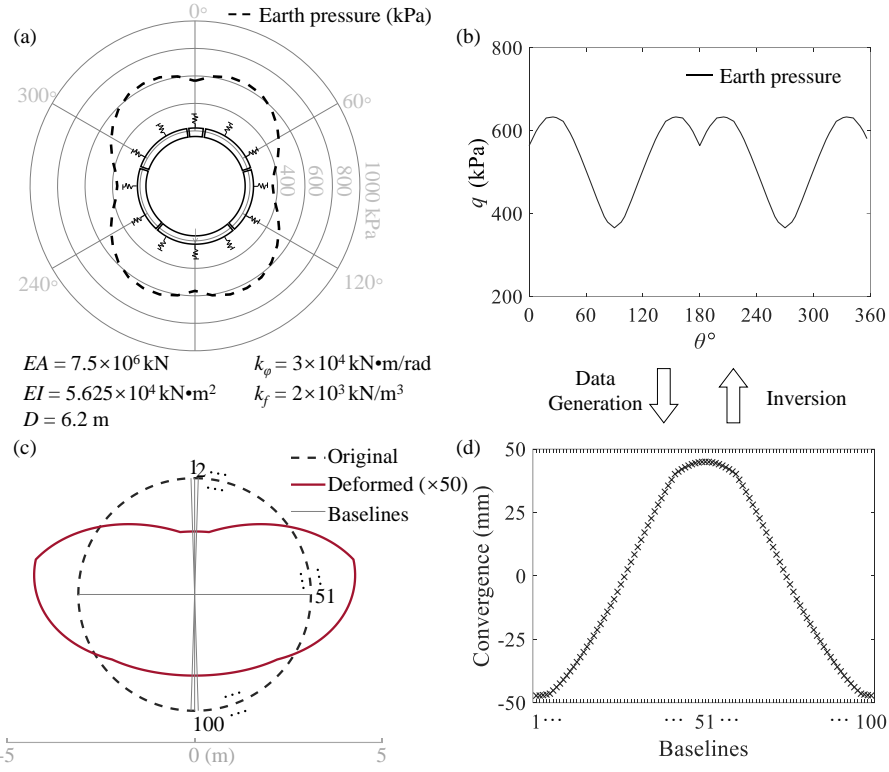 (a)
Earth pressure (kPa)
0°
60°
120°
240°
300°
400
600
800
1000 kPa
EA = 7.5×10⁶ kN
kᵩ = 3×10⁴ kN•m/rad
EI = 5.625×10⁴ kN•m²
k_f = 2×10³ kN/m³
D = 6.2 m
(b)
800
600
400
200
q (kPa)
Earth pressure
0 60 120 180 240 300 360
θ°
Data
Generation
Inversion
(c)
Original
Deformed (×50)
Baselines
1 2 ...
51
100
-5 0 (m) 5
(d)
50
25
0
-25
-50
Convergence (mm)
1 ··· ··· 51 ··· ··· 100
Baselines